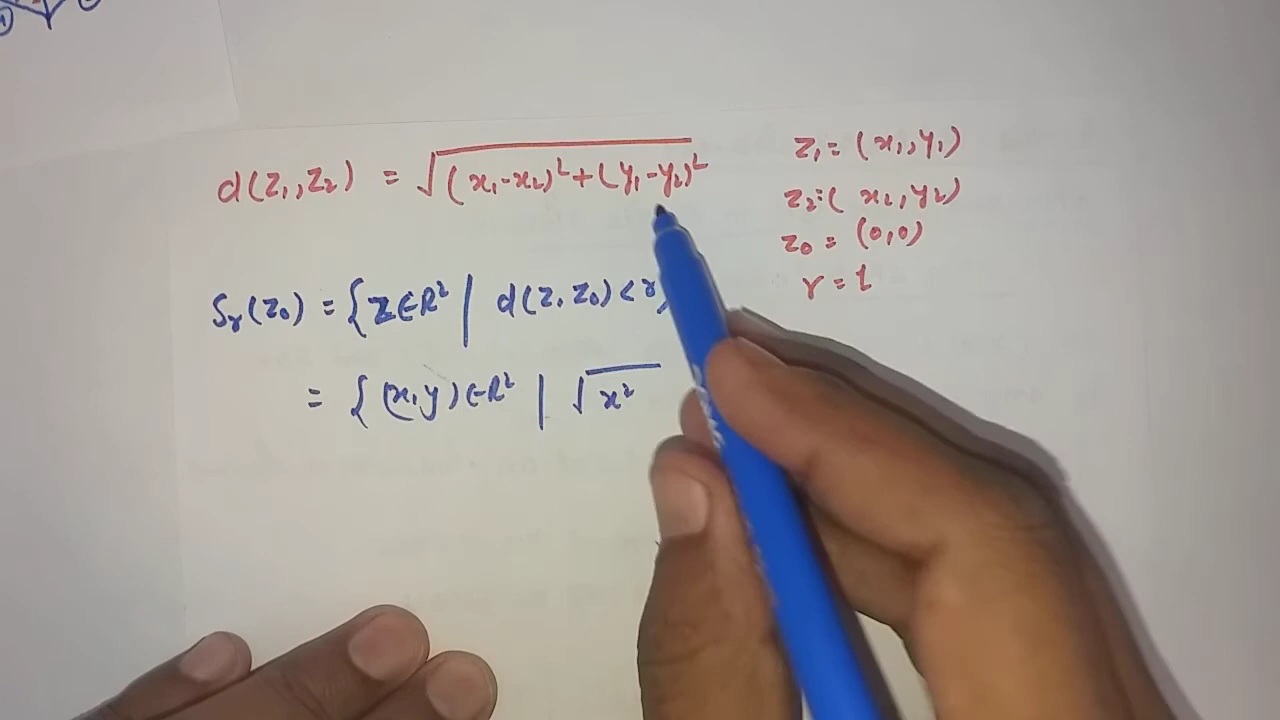 d(z₁,z₂) = √(x₁-x₂)²+(y₁-y₂)²
z₁ = (x₁,y₁)
z₂ = (x₂,y₂)
z₀ = (0,0)
r = 1
Sᵣ(z₀) = {z∈R² | d(z,z₀)<r
= {(x,y)∈R² | √x²